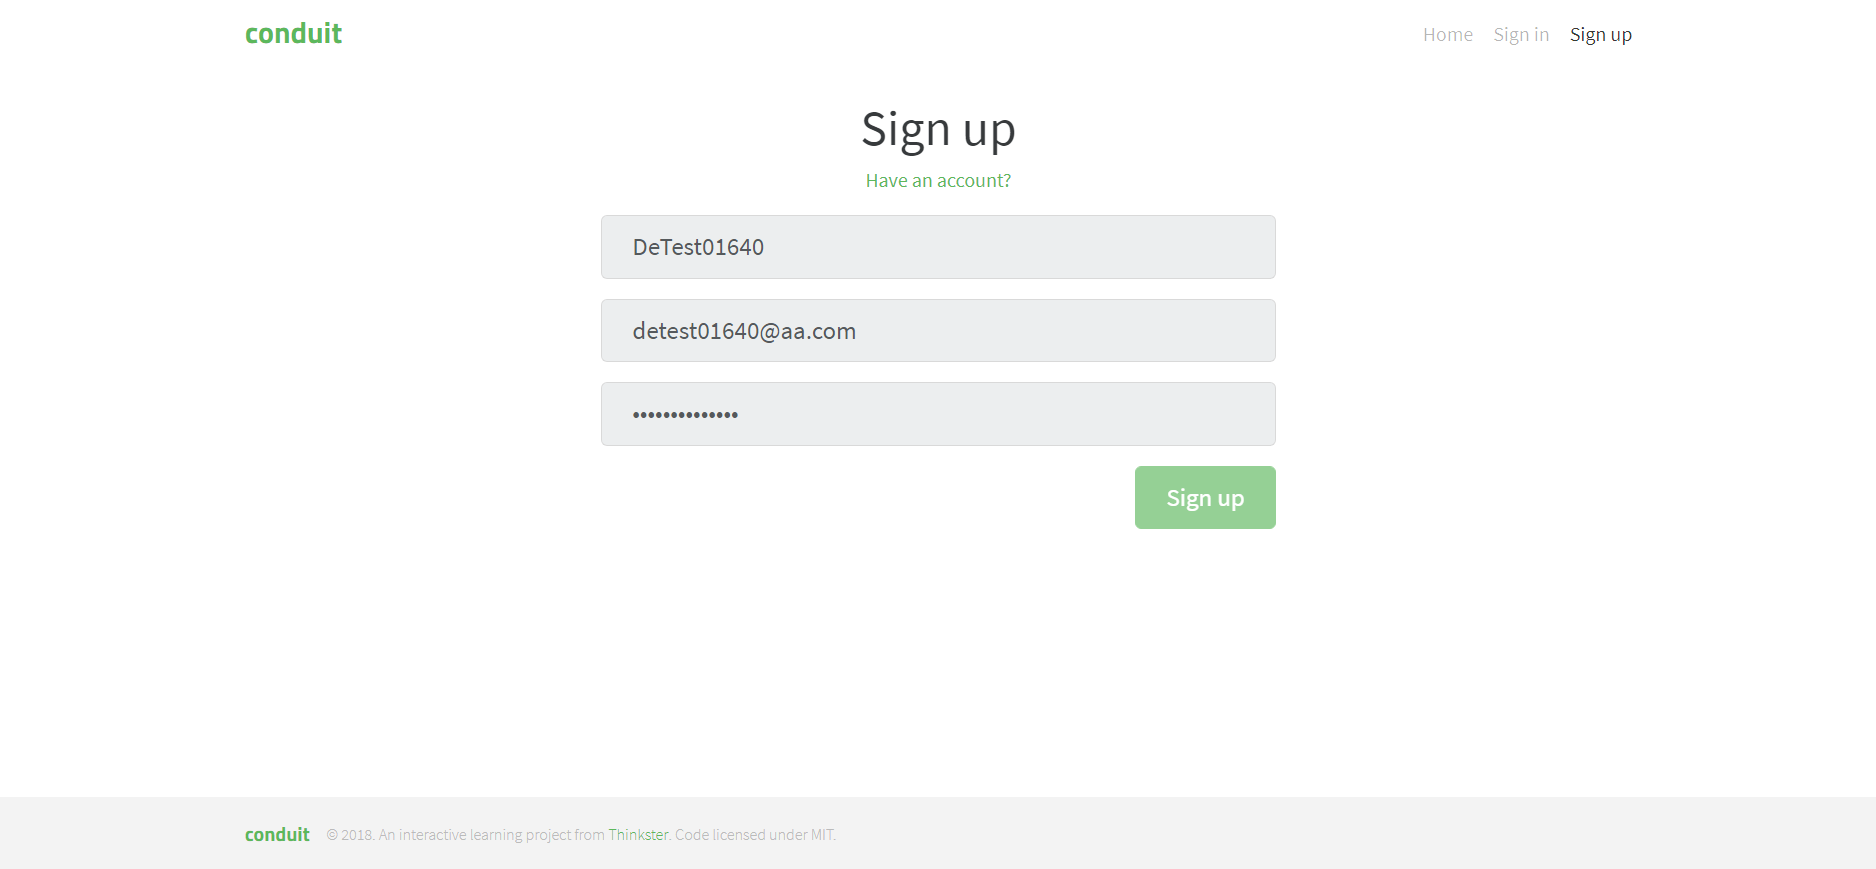 conduit
Home Sign in Sign up
Sign up
Have an account?
DeTest01640
detest01640@aa.com
••••••••••••••
Sign up
conduit © 2018. An interactive learning project from Thinkster. Code licensed under MIT.